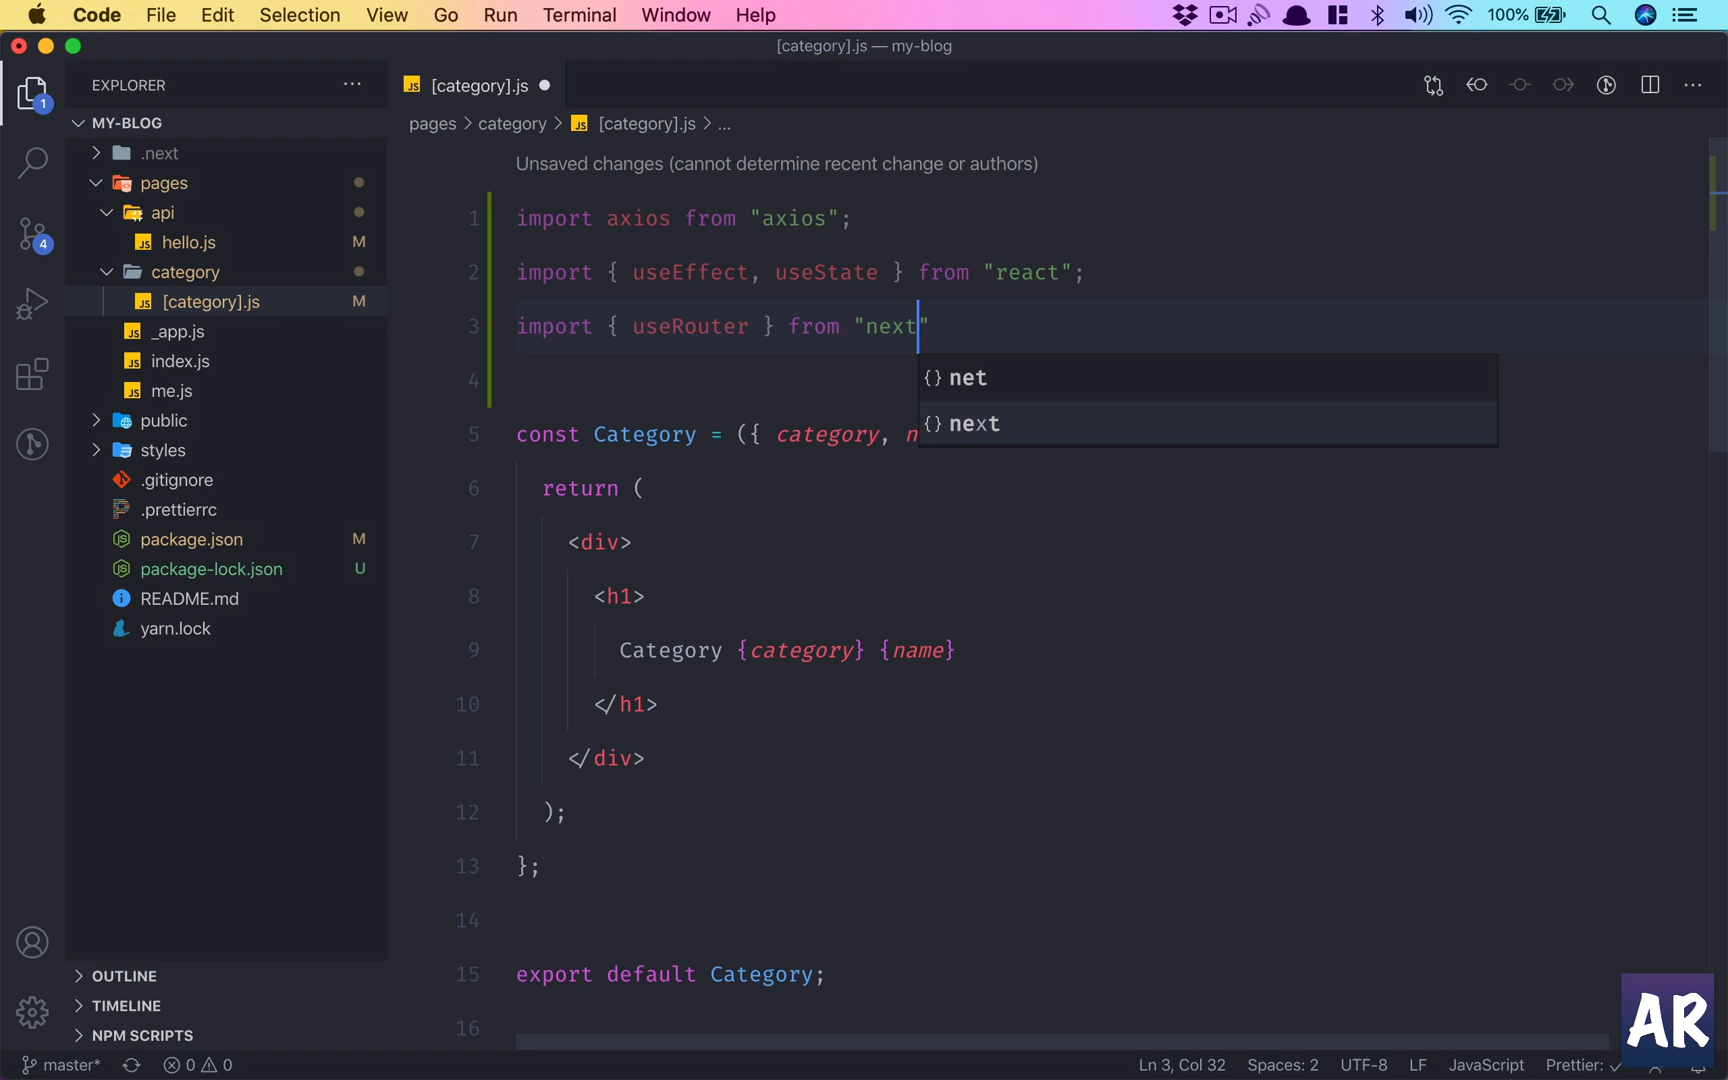 Code File Edit Selection View Go Run Terminal Window Help 100%
[category].js — my-blog
EXPLORER
[category].js
MY-BLOG
pages > category > [category].js > ...
.next
Unsaved changes (cannot determine recent change or authors)
pages
api
hello.js M
category
[category].js M
_app.js
index.js
me.js
public
styles
.gitignore
.prettierrc
package.json M
package-lock.json U
README.md
yarn.lock
1 import axios from "axios";
2 import { useEffect, useState } from "react";
3 import { useRouter } from "next"
net
4
next
5 const Category = ({ category, n
6 return (
7 <div>
8 <h1>
9 Category {category} {name}
10 </h1>
11 </div>
12 );
13 };
14
15 export default Category;
16
1
4
OUTLINE
TIMELINE
NPM SCRIPTS
AR
master* 0 0 Ln 3, Col 32 Spaces: 2 UTF-8 LF JavaScript Prettier: ✓